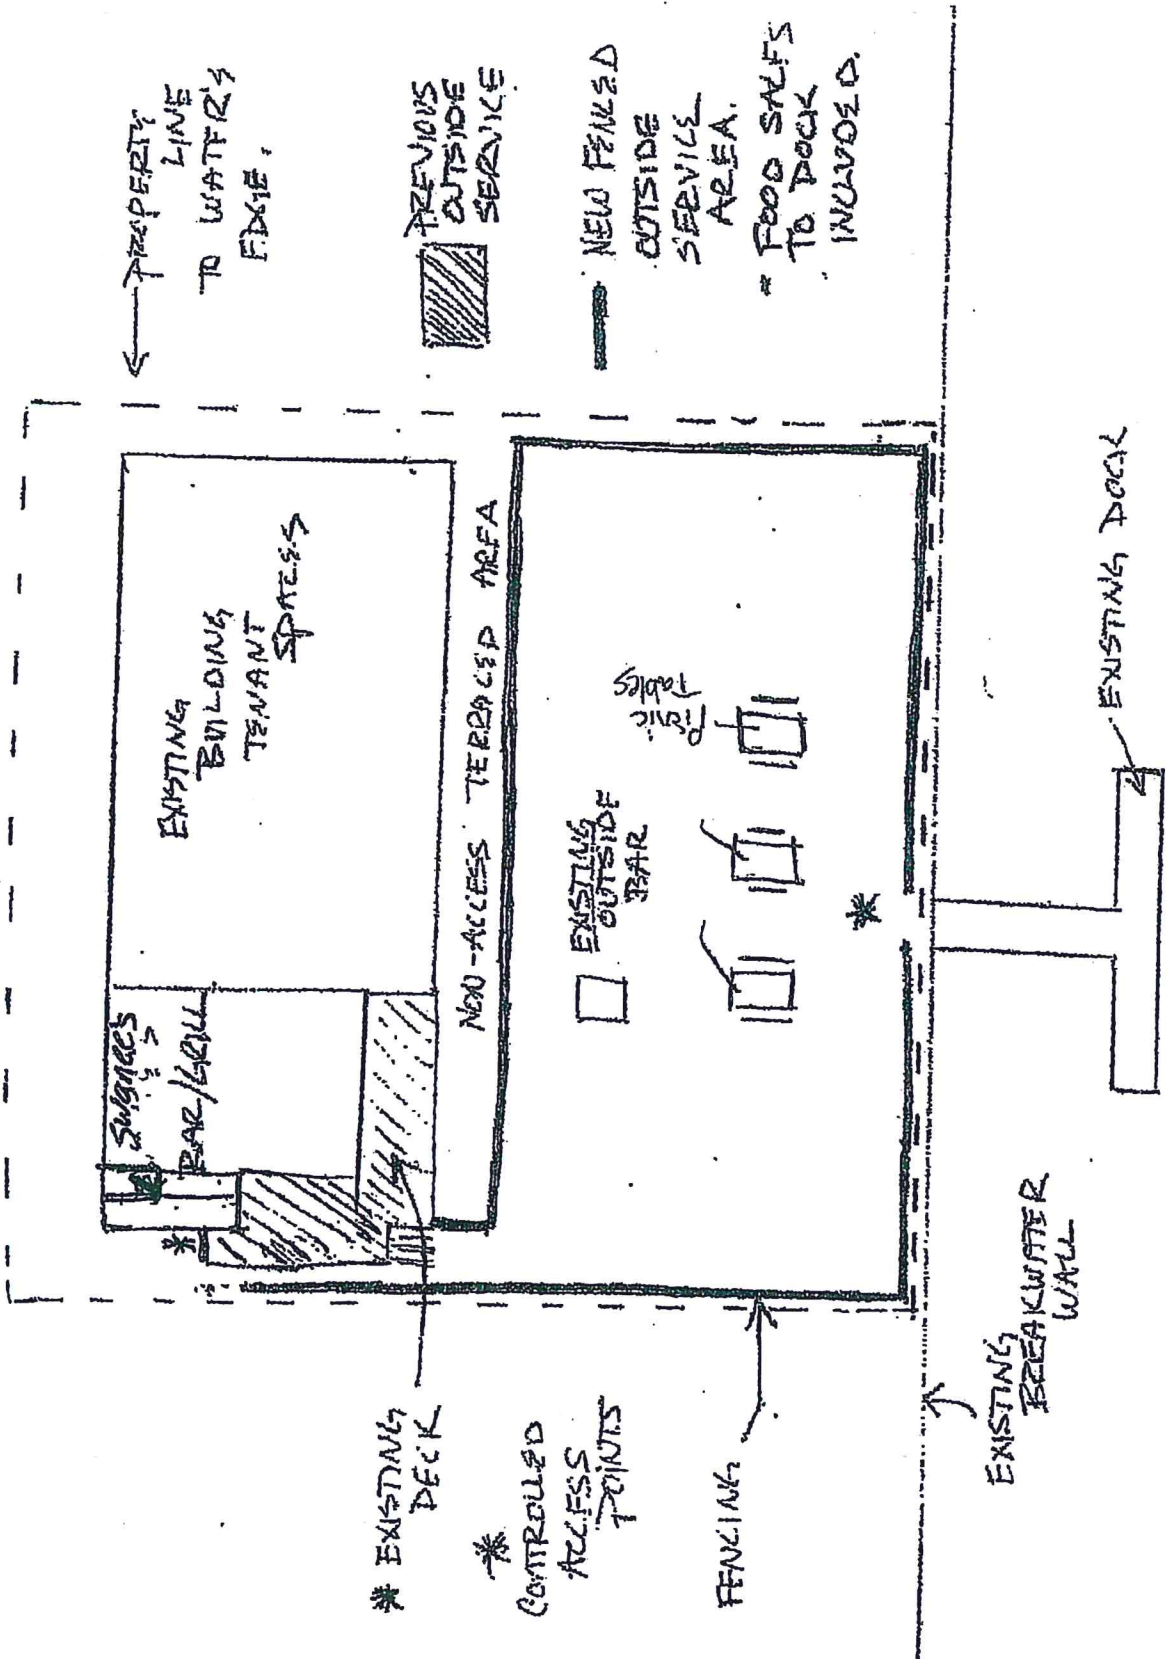 * EXISTING
DECK
*
CONTROLLED
ACCESS
POINTS
FENCING
EXISTING
BREAKWATER
WALL
BAR/GRILL
*
EXISTING
BUILDING
TENANT
SPACES
NON-ACCESS TERRACED AREA
EXISTING
OUTSIDE
BAR
Picnic
Tables
*
EXISTING DOCK
← PROPERTY
LINE
TO WATER'S
EDGE.
PREVIOUS
OUTSIDE
SERVICE
NEW FENCED
OUTSIDE
SERVICE
AREA.
- FOOD SALES
TO DOCK
INCLUDED.